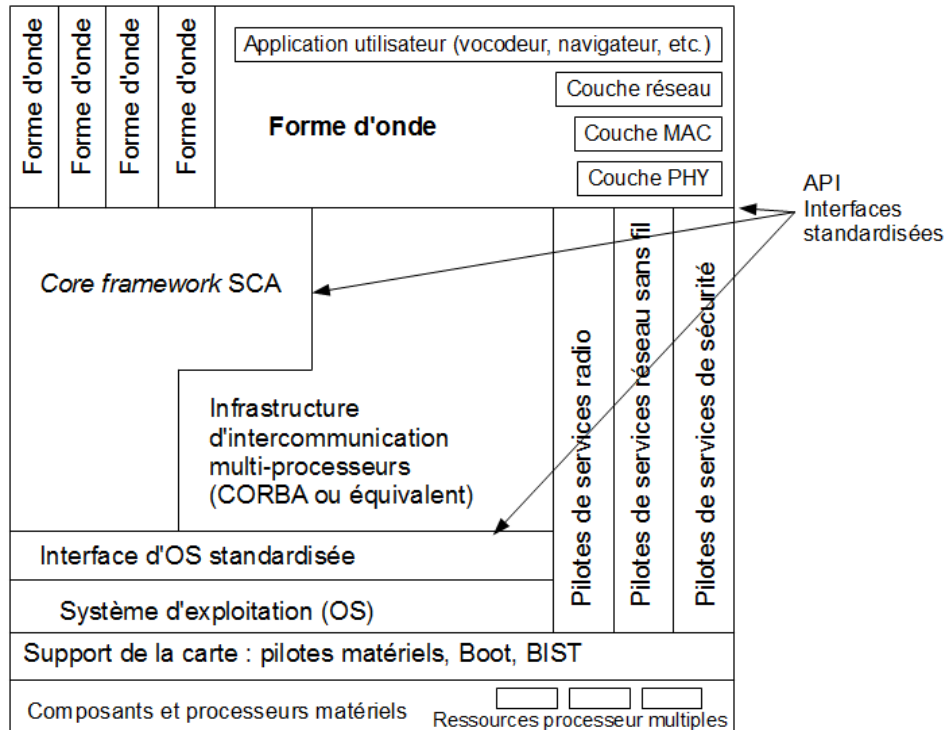 Forme d'onde
Forme d'onde
Forme d'onde
Forme d'onde
Application utilisateur (vocodeur, navigateur, etc.)
Couche réseau
Forme d'onde
Couche MAC
Couche PHY
API
Interfaces
standardisées
Core framework SCA
Infrastructure
d'intercommunication
multi-processeurs
(CORBA ou équivalent)
Pilotes de services radio
Pilotes de services réseau sans fil
Pilotes de services de sécurité
Interface d'OS standardisée
Système d'exploitation (OS)
Support de la carte : pilotes matériels, Boot, BIST
Composants et processeurs matériels
Ressources processeur multiples